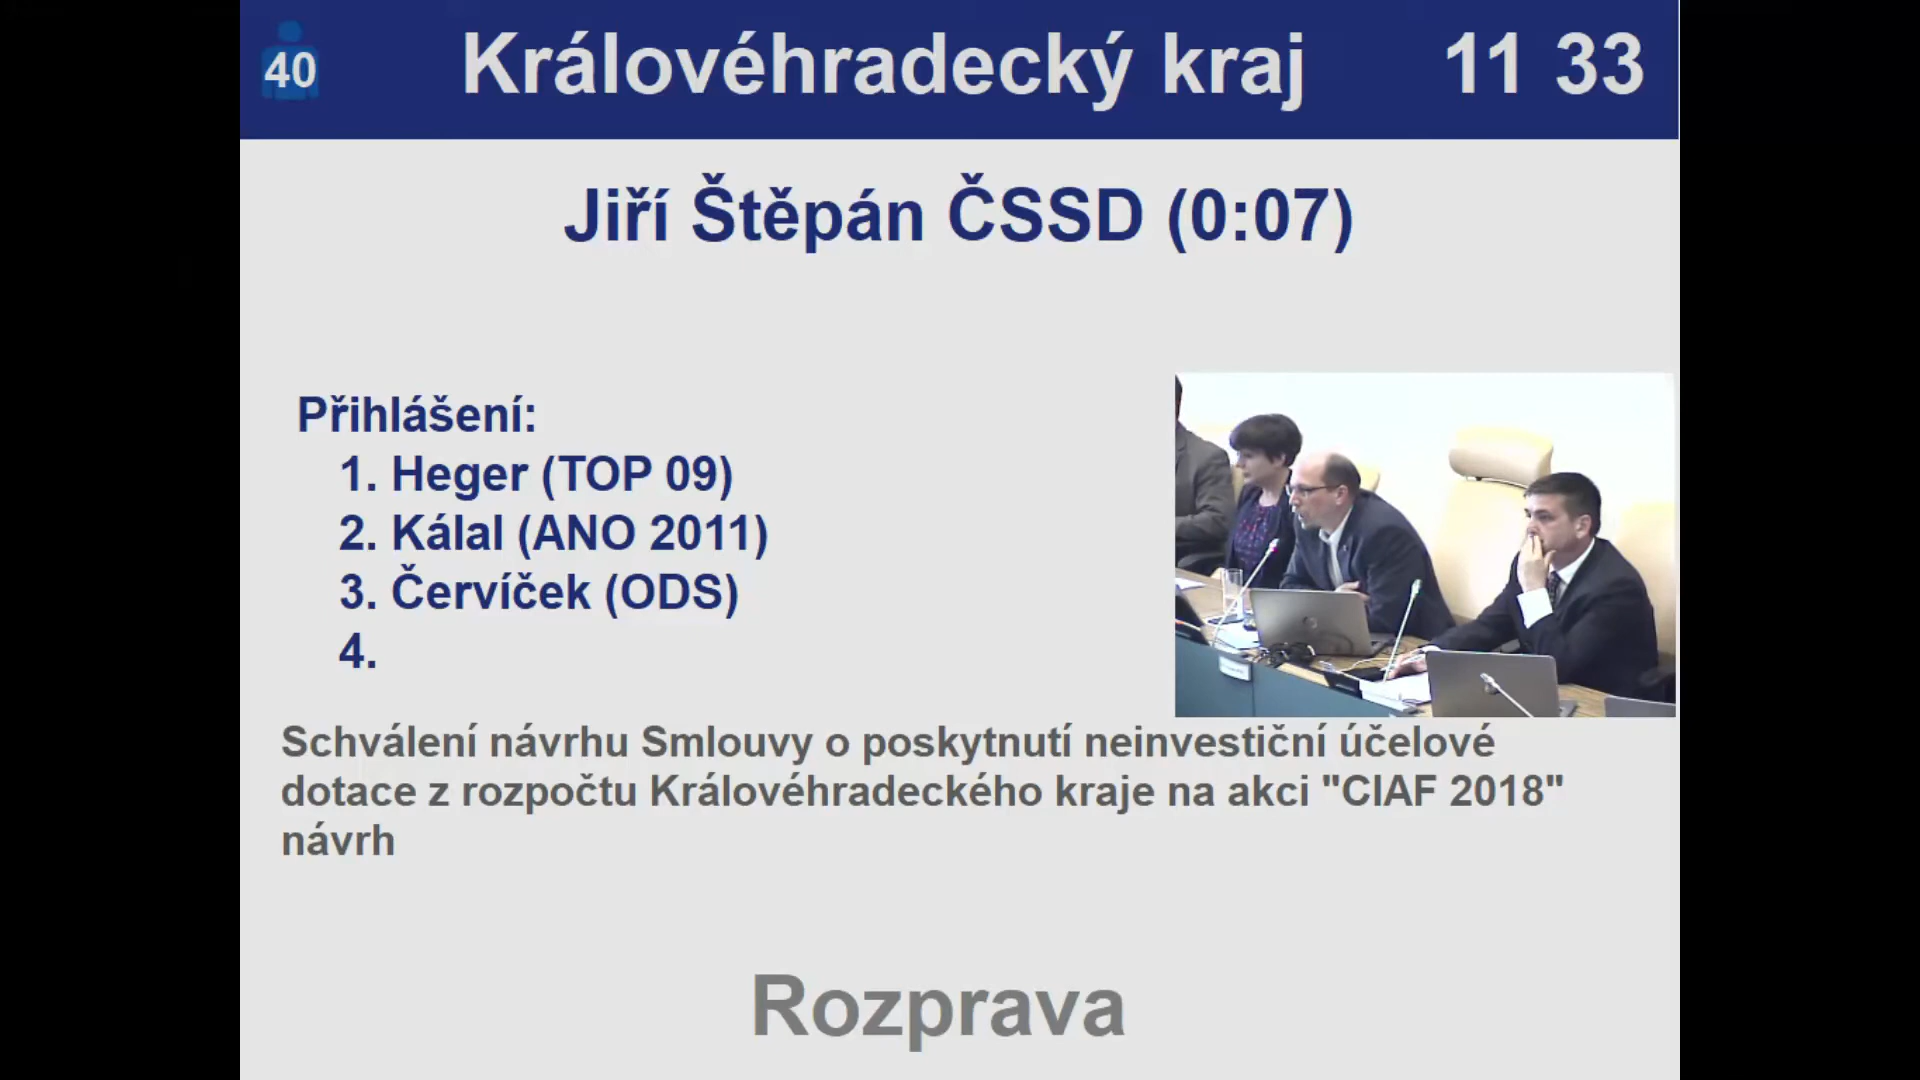 40
Královéhradecký kraj
11 33
Jiří Štěpán ČSSD (0:07)
Přihlášení:
1. Heger (TOP 09)
2. Kálal (ANO 2011)
3. Červíček (ODS)
4.
Schválení návrhu Smlouvy o poskytnutí neinvestiční účelové
dotace z rozpočtu Královéhradeckého kraje na akci "CIAF 2018"
návrh
Rozprava